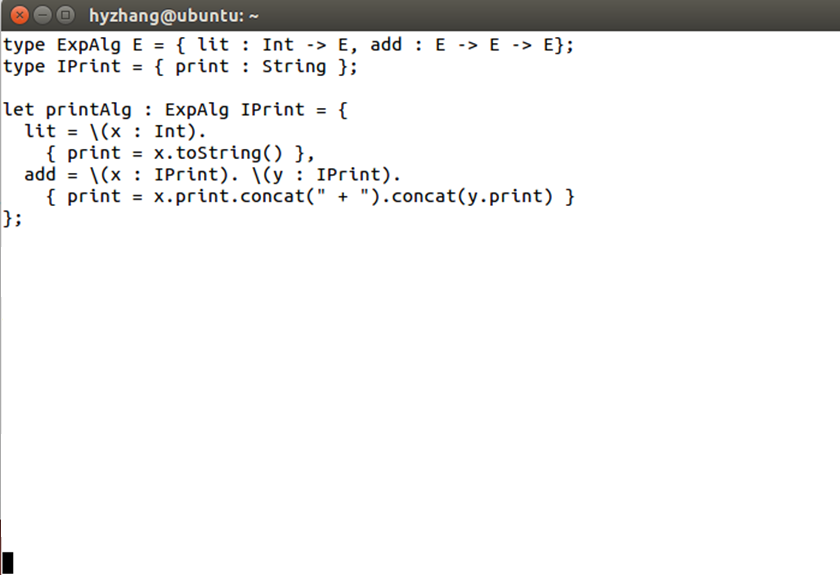 hyzhang@ubuntu: ~
type ExpAlg E = { lit : Int -> E, add : E -> E -> E};
type IPrint = { print : String };
let printAlg : ExpAlg IPrint = {
  lit = \(x : Int).
    { print = x.toString() },
  add = \(x : IPrint). \(y : IPrint).
    { print = x.print.concat(" + ").concat(y.print) }
};